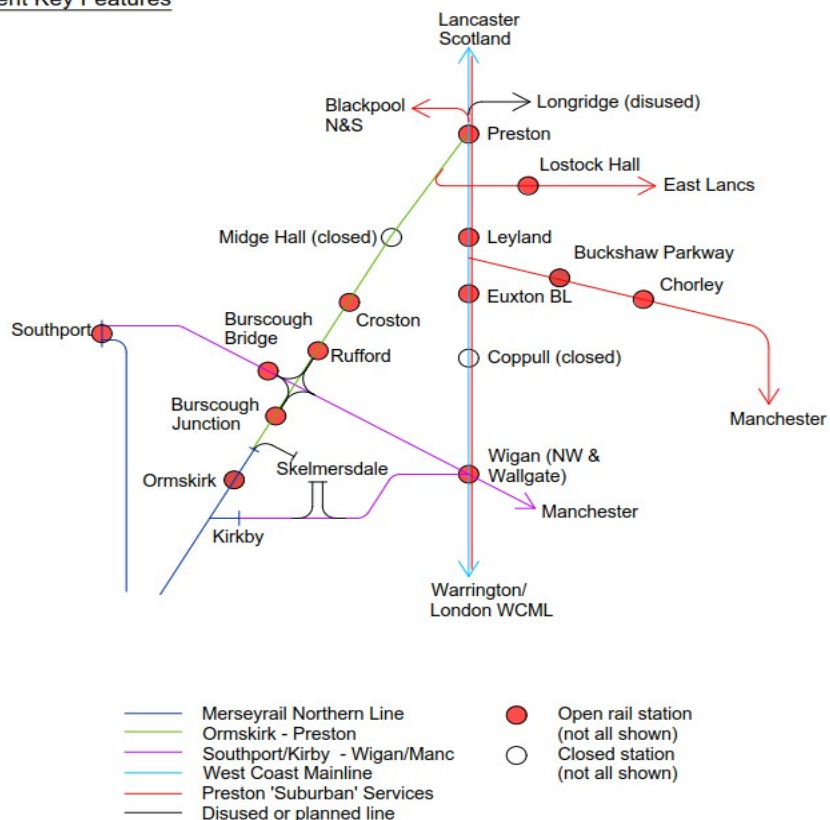 ent Key Features
Lancaster
Scotland
Blackpool
N&S
Longridge (disused)
Preston
Lostock Hall
East Lancs
Midge Hall (closed)
Leyland
Buckshaw Parkway
Euxton BL
Chorley
Southport
Burscough
Bridge
Croston
Rufford
Coppull (closed)
Burscough
Junction
Manchester
Ormskirk
Skelmersdale
Wigan (NW &
Wallgate)
Manchester
Kirkby
Warrington/
London WCML
Merseyrail Northern Line
Ormskirk - Preston
Southport/Kirby - Wigan/Manc
West Coast Mainline
Preston 'Suburban' Services
Disused or planned line
Open rail station
(not all shown)
Closed station
(not all shown)